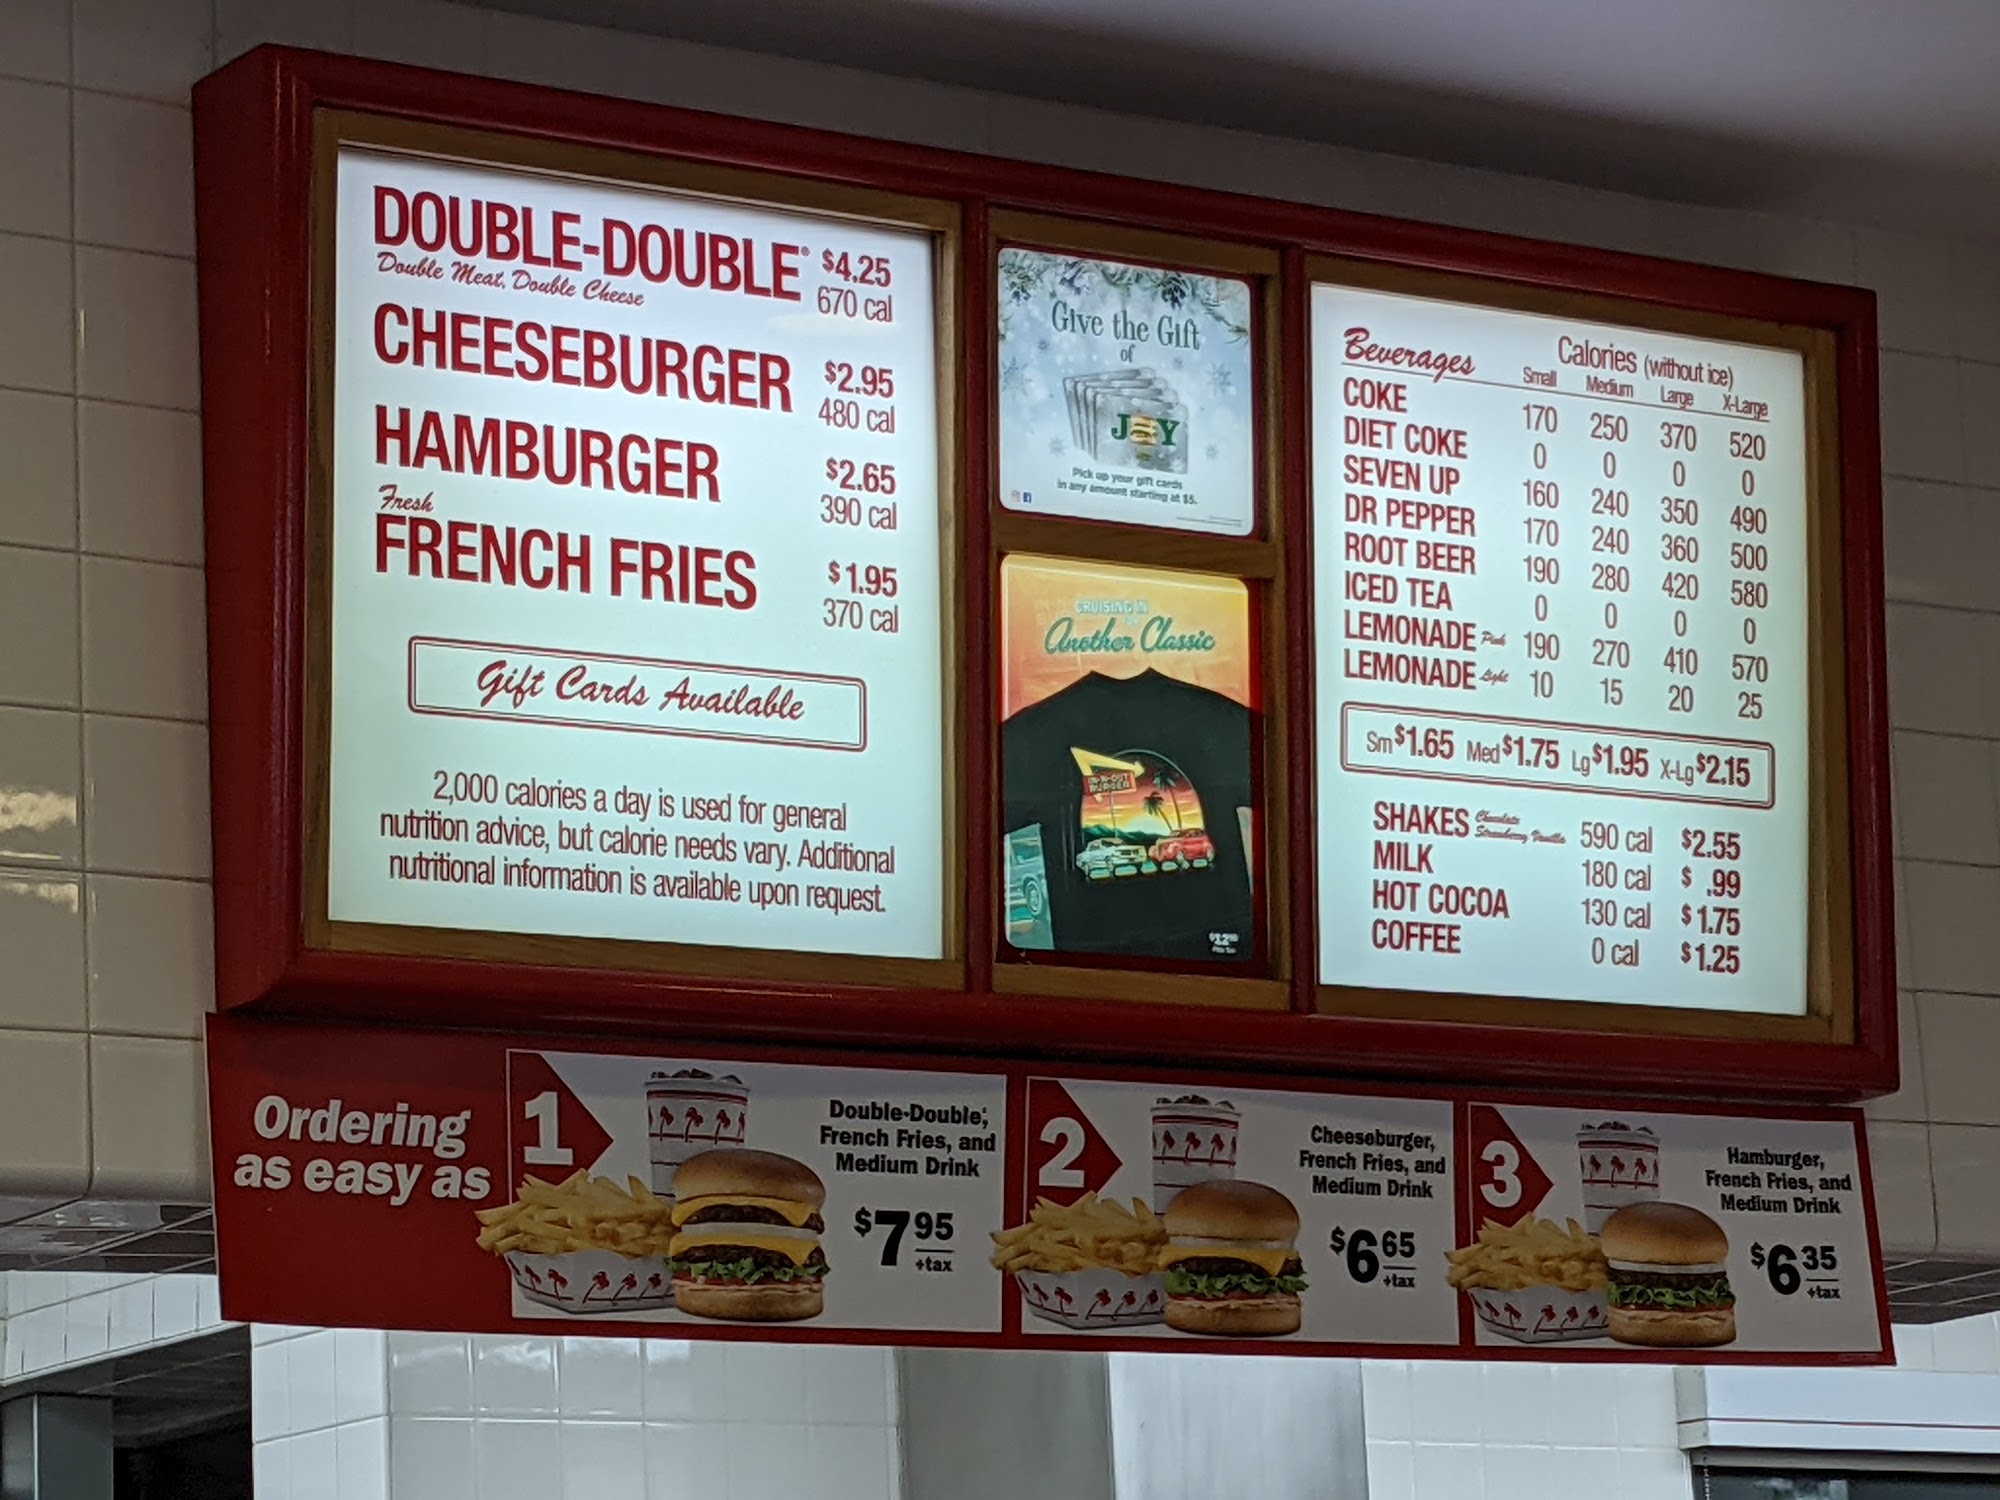 DOUBLE-DOUBLE® $4.25
Double Meat, Double Cheese 670 cal
CHEESEBURGER $2.95
480 cal
HAMBURGER $2.65
390 cal
Fresh
FRENCH FRIES $1.95
370 cal
Gift Cards Available
2,000 calories a day is used for general
nutrition advice, but calorie needs vary. Additional
nutritional information is available upon request.
Give the Gift
of
JOY
Pick up your gift cards
in any amount starting at $5.
CRUISING IN
Another Classic
IN-N-OUT
BURGER
Beverages Calories (without ice)
Small Medium Large X-Large
COKE 170 250 370 520
DIET COKE 0 0 0 0
SEVEN UP 160 240 350 490
DR PEPPER 170 240 360 500
ROOT BEER 190 280 420 580
ICED TEA 0 0 0 0
LEMONADE Pink 190 270 410 570
LEMONADE Light 10 15 20 25
Sm $1.65 Med $1.75 Lg $1.95 X-Lg $2.15
SHAKES Chocolate Strawberry Vanilla 590 cal $2.55
MILK 180 cal $ .99
HOT COCOA 130 cal $1.75
COFFEE 0 cal $1.25
Ordering
as easy as
1
Double-Double,®
French Fries, and
Medium Drink
$7 95
+tax
2
Cheeseburger,
French Fries, and
Medium Drink
$6 65
+tax
3
Hamburger,
French Fries, and
Medium Drink
$6 35
+tax